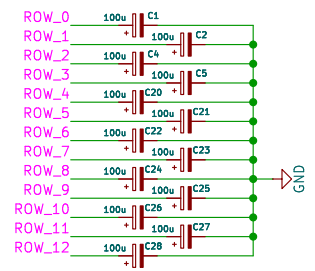 ROW_0 100u C1
ROW_1 100u C2
ROW_2 100u C4
ROW_3 100u C5
ROW_4 100u C20
ROW_5 100u C21
ROW_6 100u C22
ROW_7 100u C23
ROW_8 100u C24
GND
ROW_9 100u C25
ROW_10 100u C26
ROW_11 100u C27
ROW_12 100u C28